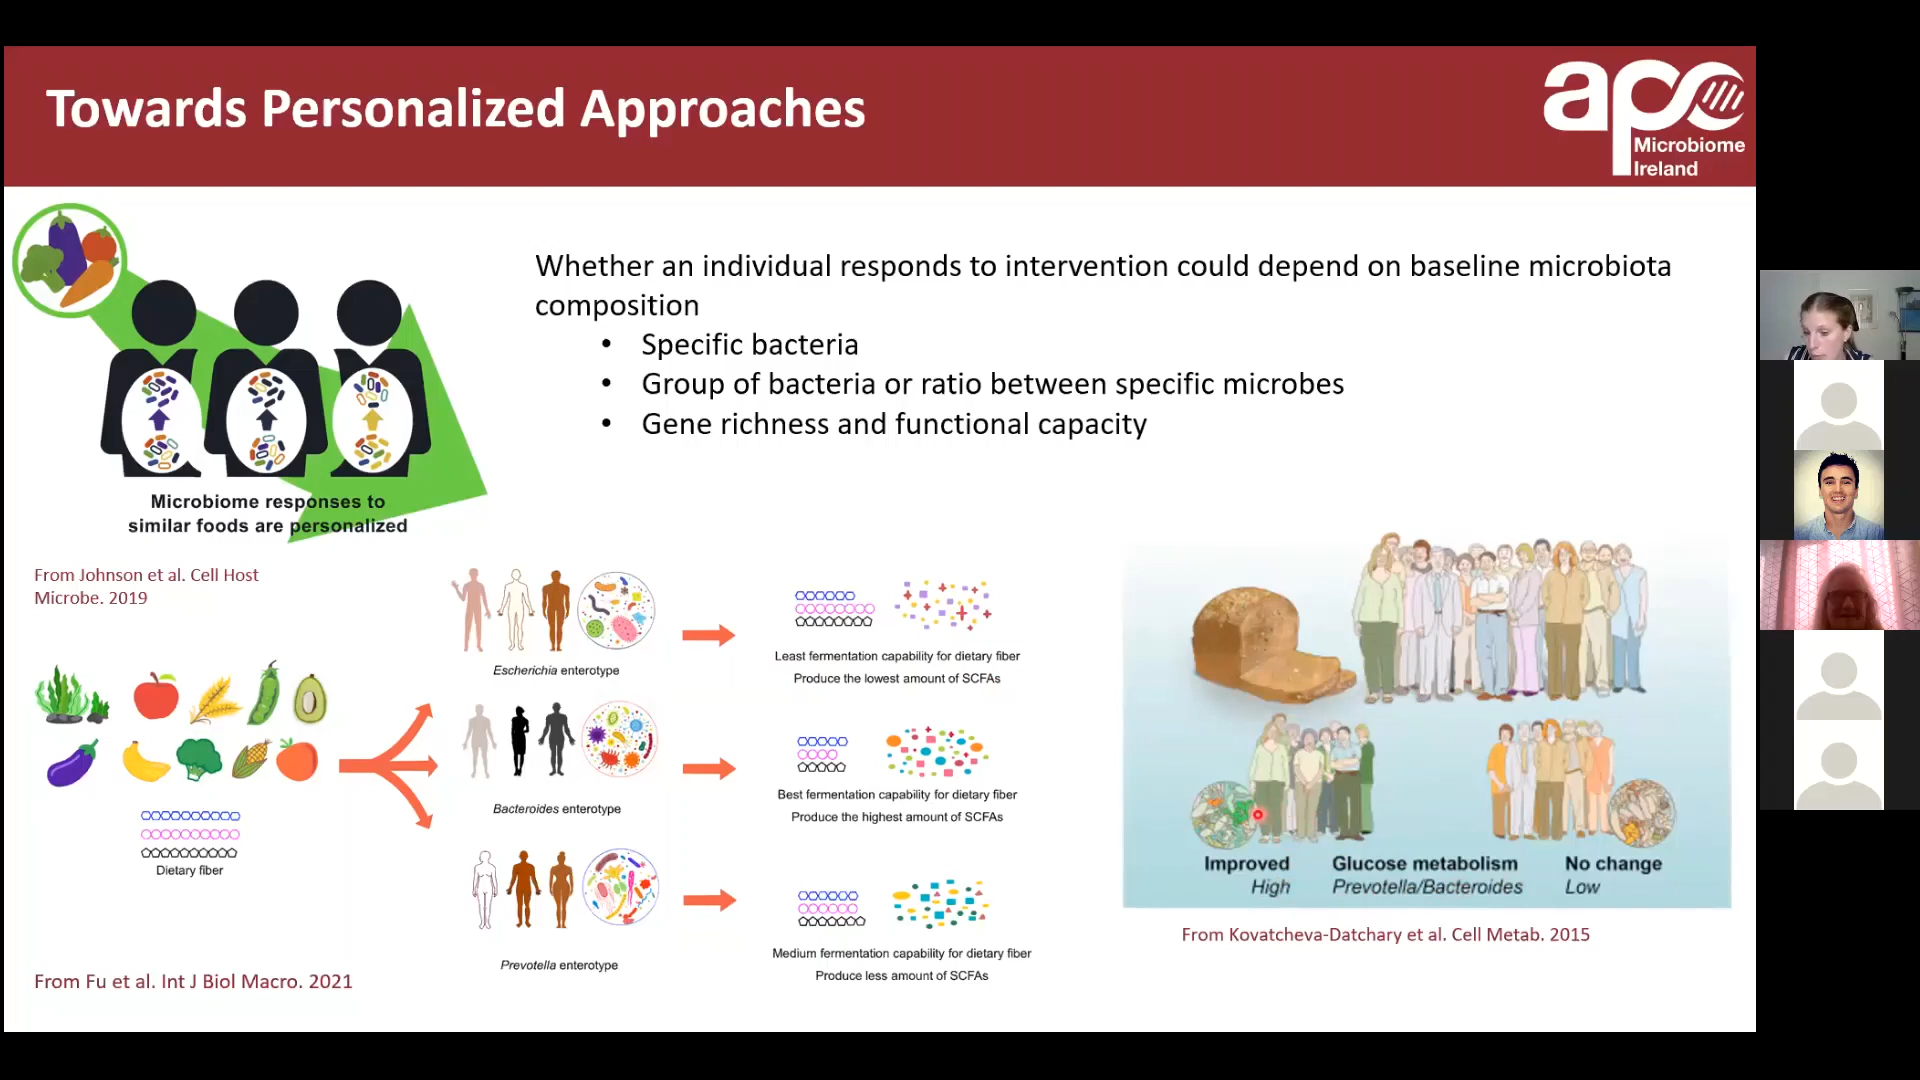 Towards Personalized Approaches
apc
Microbiome
Ireland
Whether an individual responds to intervention could depend on baseline microbiota
composition
• Specific bacteria
• Group of bacteria or ratio between specific microbes
• Gene richness and functional capacity
Microbiome responses to
similar foods are personalized
From Johnson et al. Cell Host
Microbe. 2019
Dietary fiber
From Fu et al. Int J Biol Macro. 2021
Escherichia enterotype
Least fermentation capability for dietary fiber
Produce the lowest amount of SCFAs
Bacteroides enterotype
Best fermentation capability for dietary fiber
Produce the highest amount of SCFAs
Prevotella enterotype
Medium fermentation capability for dietary fiber
Produce less amount of SCFAs
Improved Glucose metabolism No change
High Prevotella/Bacteroides Low
From Kovatcheva-Datchary et al. Cell Metab. 2015